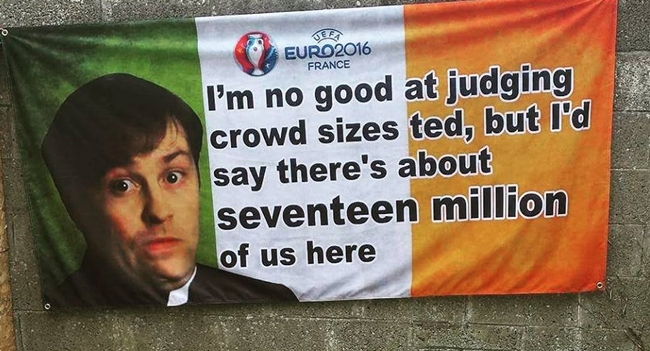 UEFA
EURO2016
FRANCE
I'm no good at judging
crowd sizes ted, but I'd
say there's about
seventeen million
of us here